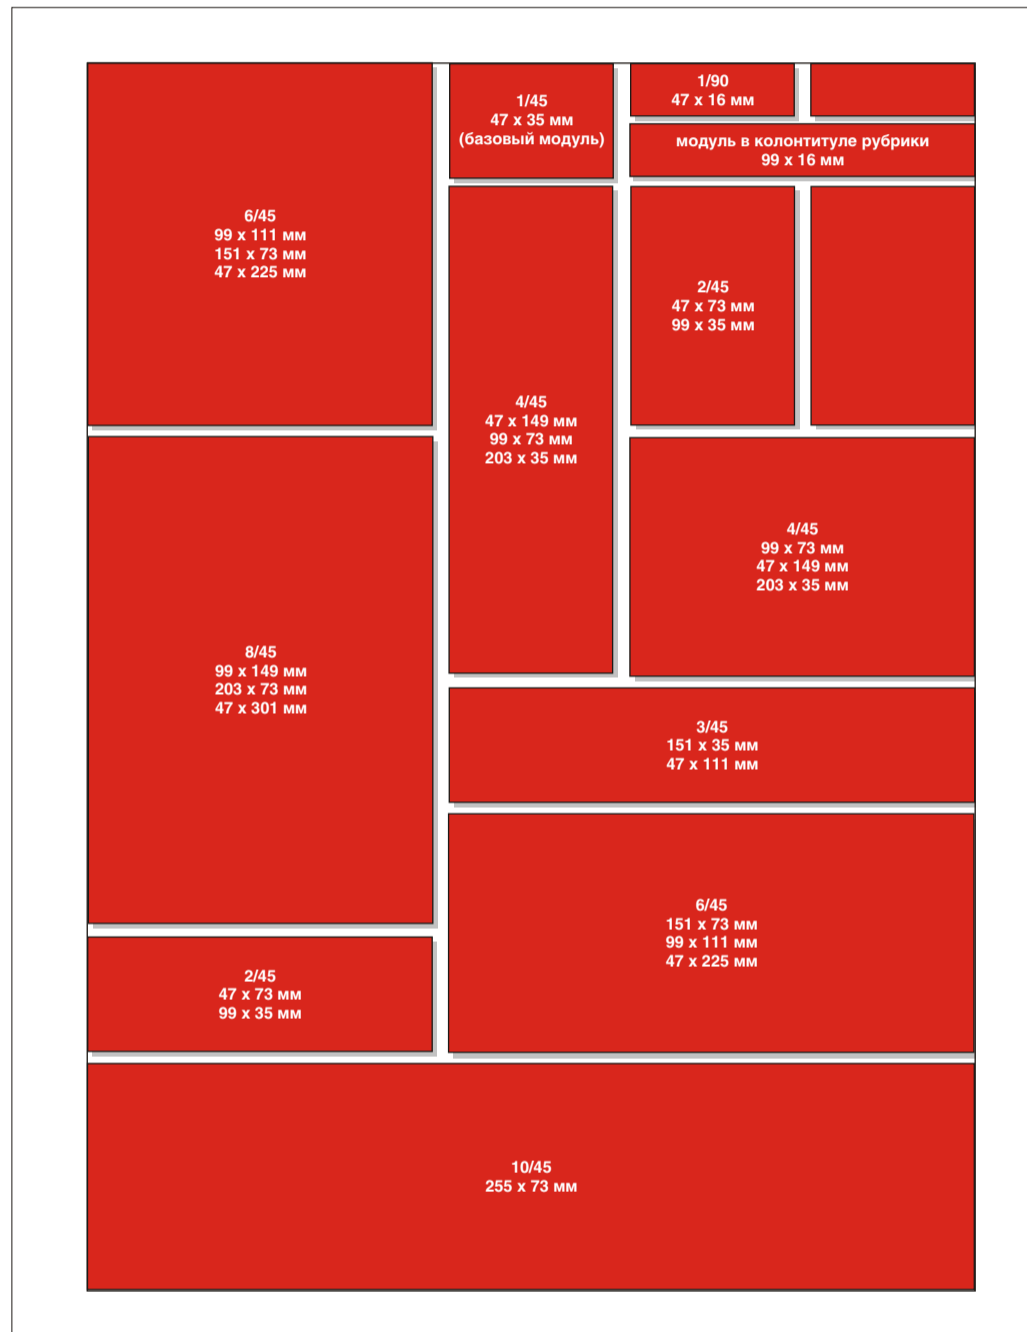 6/45
99 x 111 мм
151 x 73 мм
47 x 225 мм
1/45
47 x 35 мм
(базовый модуль)
1/90
47 x 16 мм
модуль в колонтитуле рубрики
99 x 16 мм
4/45
47 x 149 мм
99 x 73 мм
203 x 35 мм
2/45
47 x 73 мм
99 x 35 мм
4/45
99 x 73 мм
47 x 149 мм
203 x 35 мм
8/45
99 x 149 мм
203 x 73 мм
47 x 301 мм
3/45
151 x 35 мм
47 x 111 мм
6/45
151 x 73 мм
99 x 111 мм
47 x 225 мм
2/45
47 x 73 мм
99 x 35 мм
10/45
255 x 73 мм